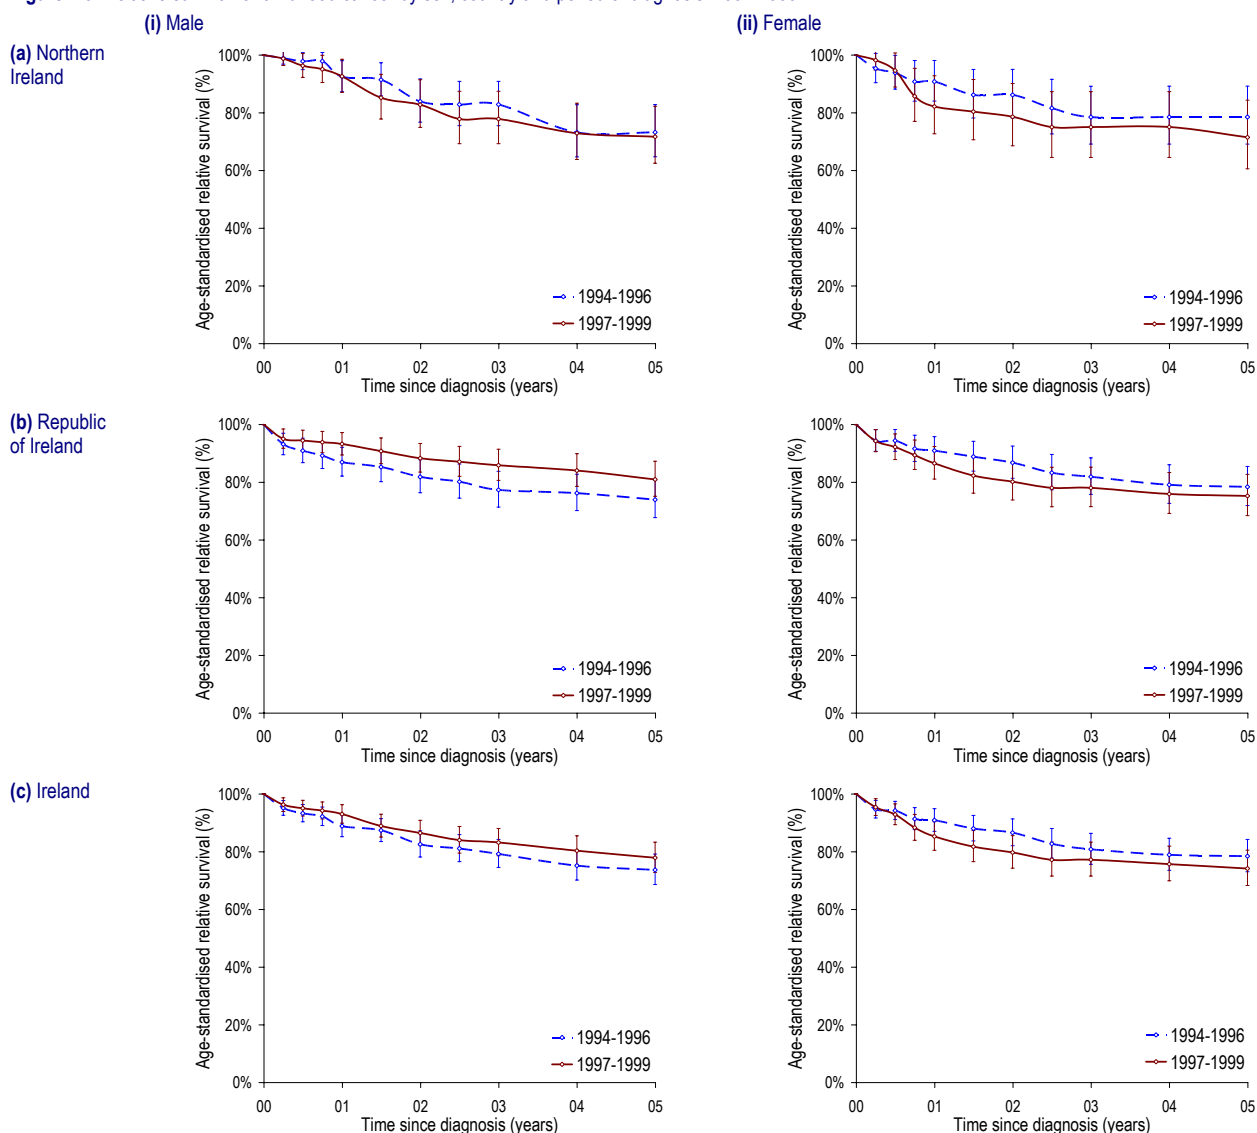 by sex, country and period of diagnosis
(i) Male
(ii) Female
(a) Northern
Ireland
Age-standardised relative survival (%)
100%
80%
60%
40%
20%
0%
00 01 02 03 04 05
Time since diagnosis (years)
1994-1996
1997-1999
Age-standardised relative survival (%)
100%
80%
60%
40%
20%
0%
00 01 02 03 04 05
Time since diagnosis (years)
1994-1996
1997-1999
(b) Republic
of Ireland
Age-standardised relative survival (%)
100%
80%
60%
40%
20%
0%
00 01 02 03 04 05
Time since diagnosis (years)
1994-1996
1997-1999
Age-standardised relative survival (%)
100%
80%
60%
40%
20%
0%
00 01 02 03 04 05
Time since diagnosis (years)
1994-1996
1997-1999
(c) Ireland
Age-standardised relative survival (%)
100%
80%
60%
40%
20%
0%
00 01 02 03 04 05
Time since diagnosis (years)
1994-1996
1997-1999
Age-standardised relative survival (%)
100%
80%
60%
40%
20%
0%
00 01 02 03 04 05
Time since diagnosis (years)
1994-1996
1997-1999